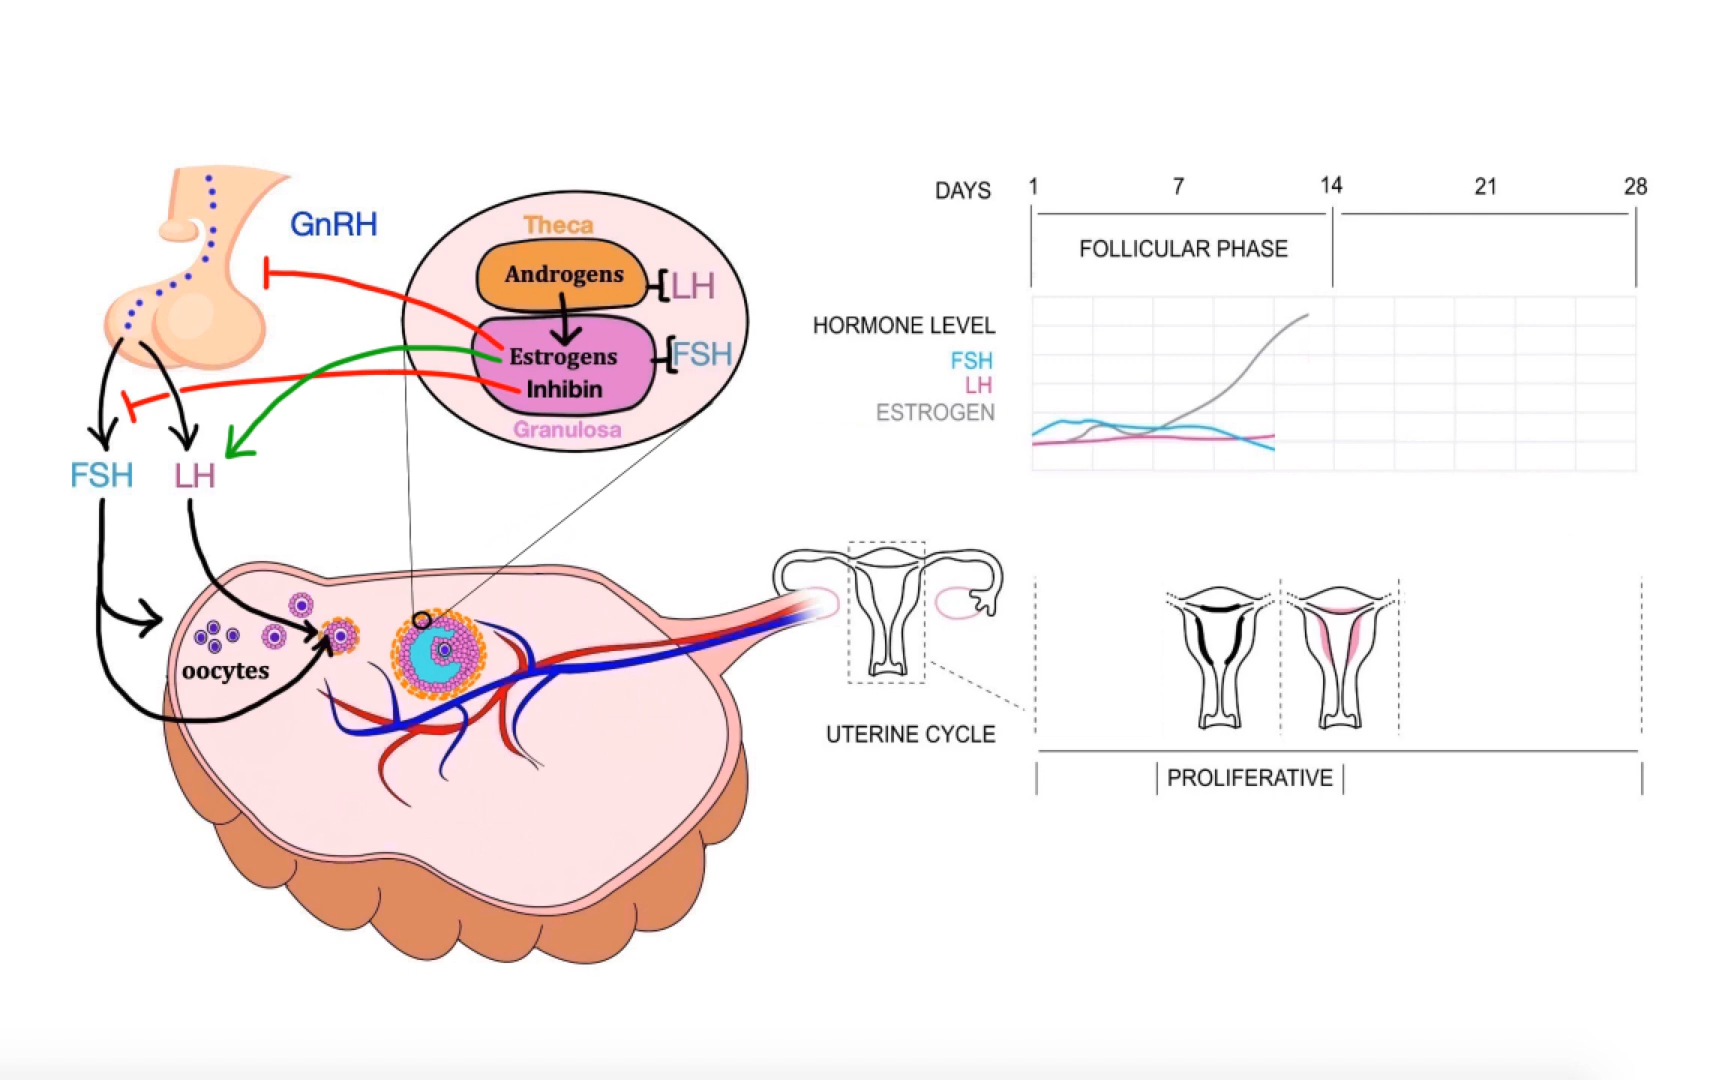 GnRH
Theca
Androgens
LH
Estrogens
FSH
Inhibin
Granulosa
FSH
LH
oocytes
DAYS
1
7
14
21
28
FOLLICULAR PHASE
HORMONE LEVEL
FSH
LH
ESTROGEN
UTERINE CYCLE
PROLIFERATIVE